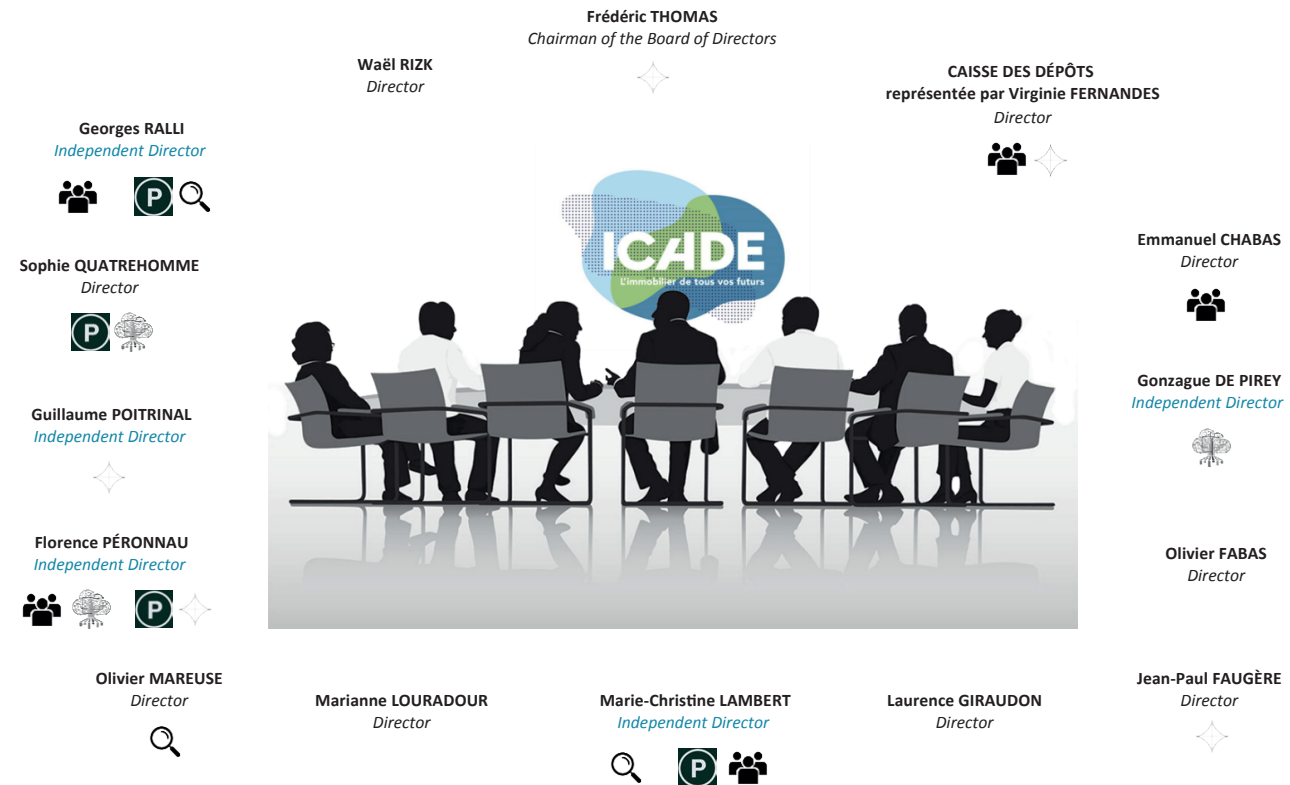 Frédéric THOMAS
Chairman of the Board of Directors
Waël RIZK
Director
CAISSE DES DÉPÔTS
représentée par Virginie FERNANDES
Director
Georges RALLI
Independent Director
P
ICADE
L'immobilier de tous vos futurs
Emmanuel CHABAS
Director
Sophie QUATREHOMME
Director
P
Gonzague DE PIREY
Independent Director
Guillaume POITRINAL
Independent Director
Florence PÉRONNAU
Independent Director
P
Olivier FABAS
Director
Olivier MAREUSE
Director
Marianne LOURADOUR
Director
Marie-Christine LAMBERT
Independent Director
P
Laurence GIRAUDON
Director
Jean-Paul FAUGÈRE
Director